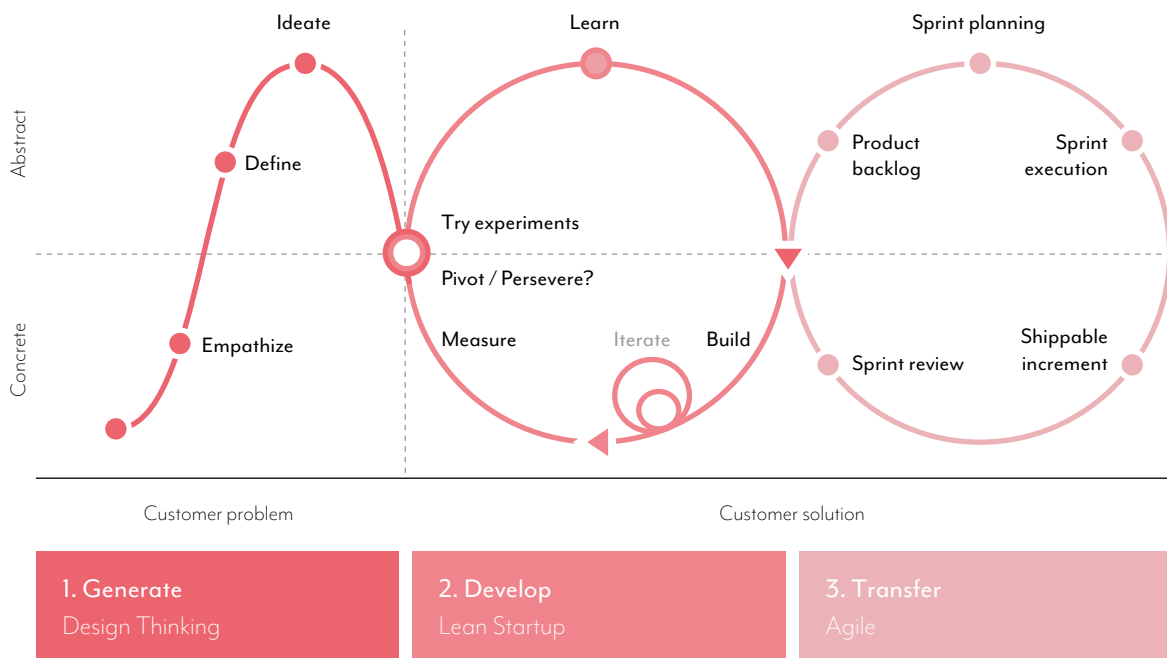 Ideate
Learn
Sprint planning
Abstract
Define
Product
backlog
Sprint
execution
Try experiments
Pivot / Persevere?
Concrete
Empathize
Measure
Iterate
Build
Sprint review
Shippable
increment
Customer problem
Customer solution
1. Generate
Design Thinking
2. Develop
Lean Startup
3. Transfer
Agile